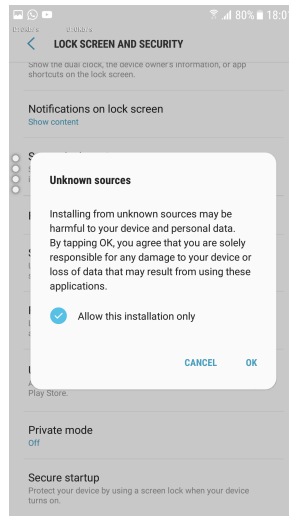 80% 18:0
LOCK SCREEN AND SECURITY
Show the dual clock, the device owner's information, or app
shortcuts on the lock screen.
Notifications on lock screen
Show content
Unknown sources
Installing from unknown sources may be
harmful to your device and personal data.
By tapping OK, you agree that you are solely
responsible for any damage to your device or
loss of data that may result from using these
applications.
Allow this installation only
CANCEL OK
Play Store.
Private mode
Off
Secure startup
Protect your device by using a screen lock when your device
turns on.